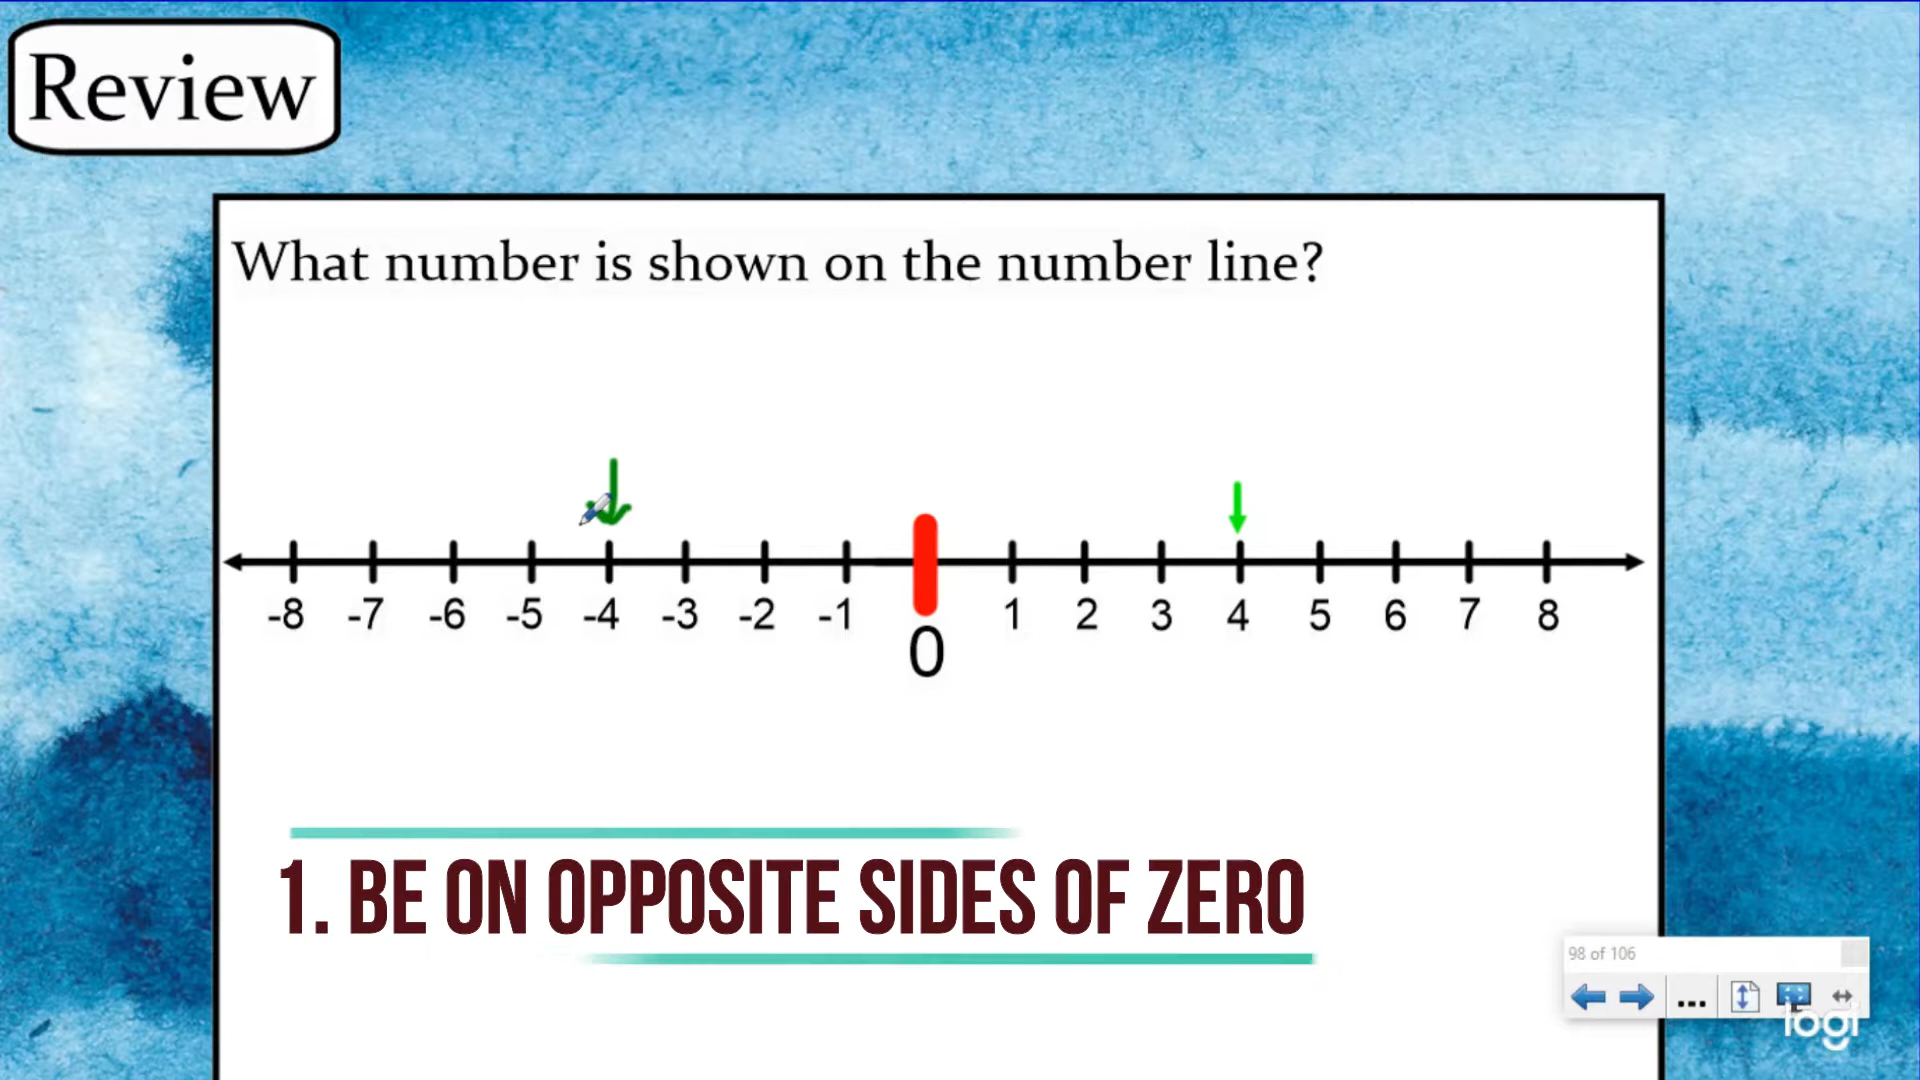 Review
What number is shown on the number line?
-8 -7 -6 -5 -4 -3 -2 -1 0 1 2 3 4 5 6 7 8
1. BE ON OPPOSITE SIDES OF ZERO
98 of 106
...
logi